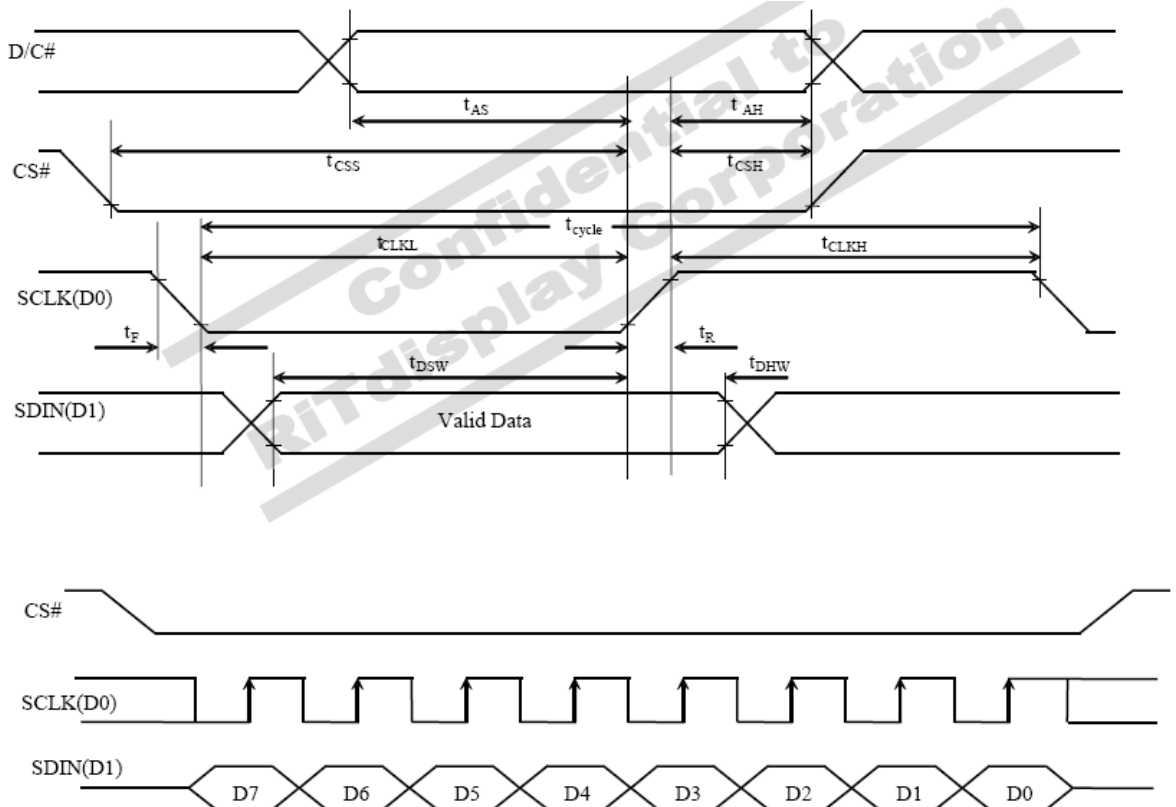 D/C#
t_AS
t_AH
CS#
t_CSS
t_CSH
t_cycle
t_CLKL
t_CLKH
SCLK(D0)
t_F
t_R
t_DSW
t_DHW
SDIN(D1)
Valid Data
Confidential to
RiTdisplay Corporation
CS#
SCLK(D0)
SDIN(D1)
D7 D6 D5 D4 D3 D2 D1 D0